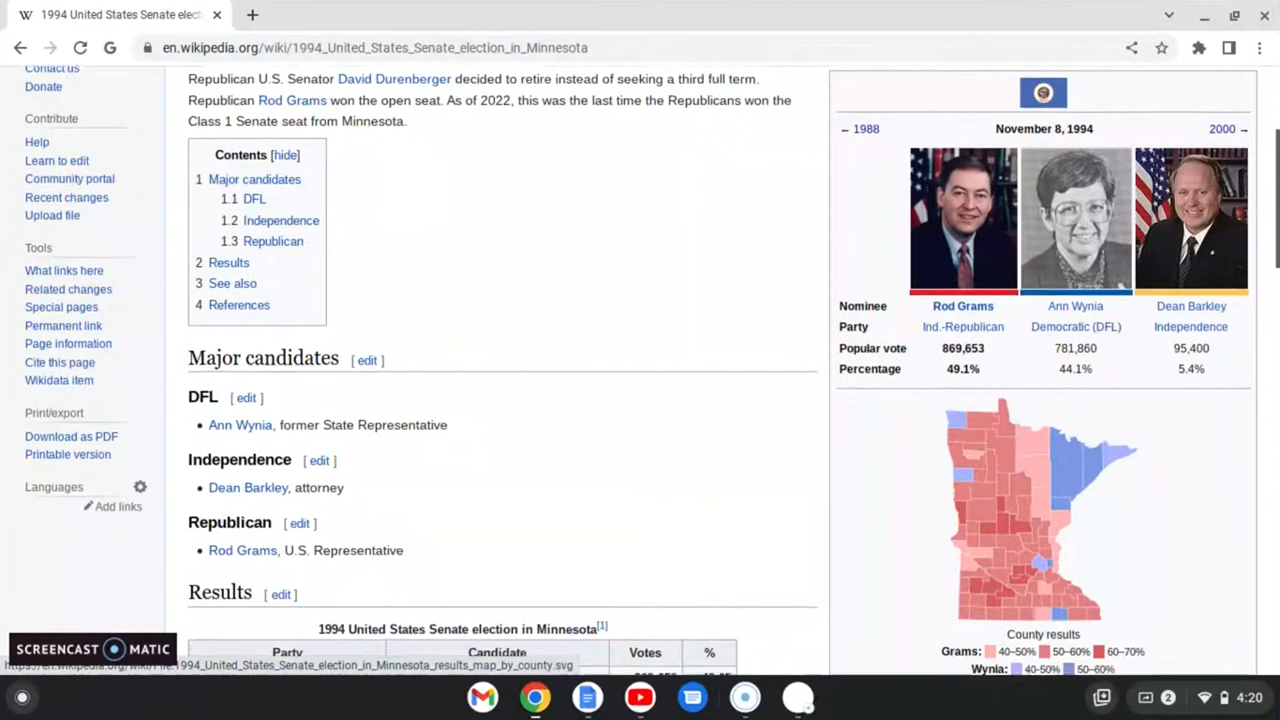 1994 United States Senate elect
en.wikipedia.org/wiki/1994_United_States_Senate_election_in_Minnesota
Contact us
Donate
Contribute
Help
Learn to edit
Community portal
Recent changes
Upload file
Tools
What links here
Related changes
Special pages
Permanent link
Page information
Cite this page
Wikidata item
Print/export
Download as PDF
Printable version
Languages
Add links
Republican U.S. Senator David Durenberger decided to retire instead of seeking a third full term.
Republican Rod Grams won the open seat. As of 2022, this was the last time the Republicans won the
Class 1 Senate seat from Minnesota.
Contents [hide]
1 Major candidates
1.1 DFL
1.2 Independence
1.3 Republican
2 Results
3 See also
4 References
Major candidates [ edit ]
DFL [ edit ]
• Ann Wynia, former State Representative
Independence [ edit ]
• Dean Barkley, attorney
Republican [ edit ]
• Rod Grams, U.S. Representative
Results [ edit ]
1994 United States Senate election in Minnesota[1]
Party Candidate Votes %
← 1988 November 8, 1994 2000 →
Nominee Rod Grams Ann Wynia Dean Barkley
Party Ind.-Republican Democratic (DFL) Independence
Popular vote 869,653 781,860 95,400
Percentage 49.1% 44.1% 5.4%
County results
Grams: 40–50% 50–60% 60–70%
Wynia: 40-50% 50–60%
SCREENCAST MATIC
https://en.wikipedia.org/wiki/File:1994_United_States_Senate_election_in_Minnesota_results_map_by_county.svg
2 4:20